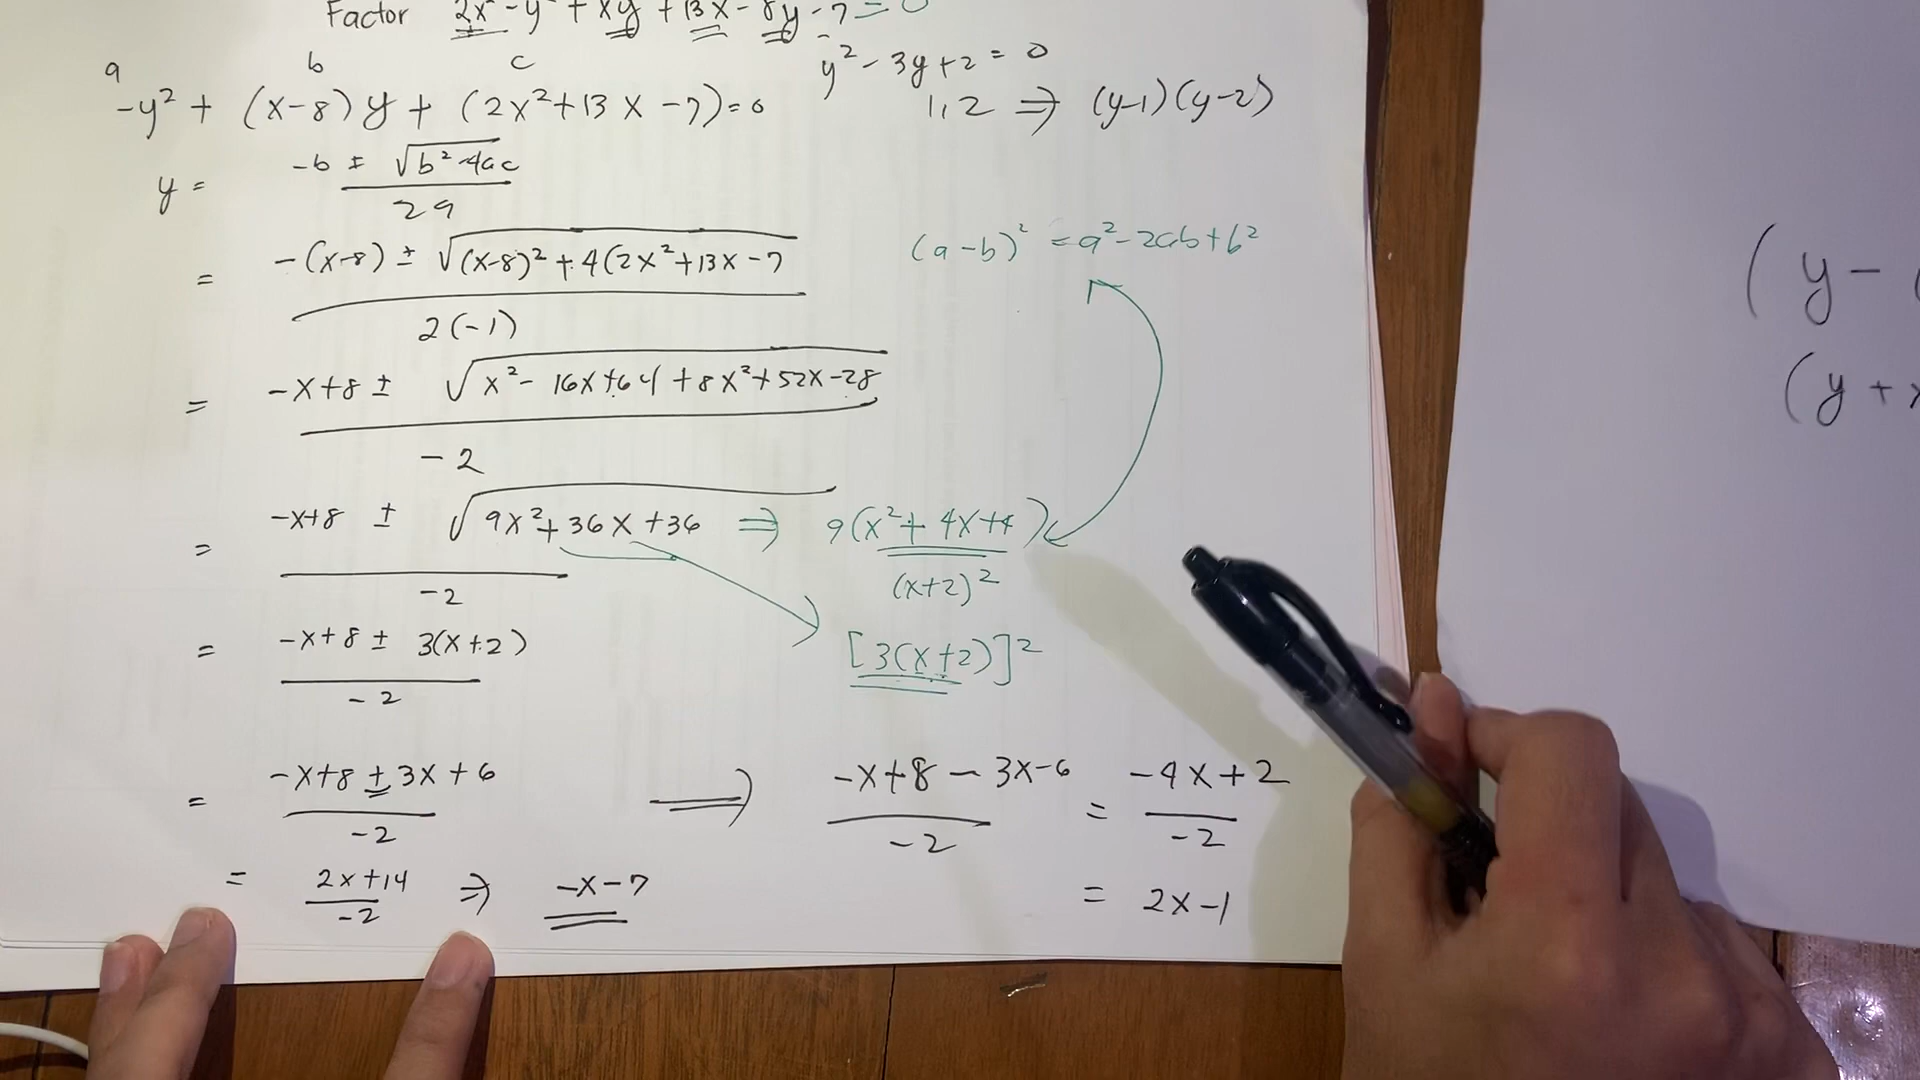 Factor 2x² - y² + xy + 13x - 8y - 7 = 0
a b c
-y² + (x-8)y + (2x²+13x-7)=0
y² - 3y+2 = 0
1,2 ⇒ (y-1)(y-2)
y = -b ± √b²-4ac / 2a
= -(x-8) ± √(x-8)² + 4(2x²+13x-7 / 2(-1)
(a-b)² = a²-2ab+b²
= -x+8 ± √x²- 16x+64+8x²+52x-28 / -2
= -x+8 ± √9x²+36x+36 / -2 ⇒ 9(x²+4x+4)
(x+2)²
= -x+8 ± 3(x+2) / -2
[3(x+2)]²
= -x+8 ± 3x+6 / -2 ⟹ -x+8-3x-6 / -2 = -4x+2 / -2
= 2x+14 / -2 ⇒ -x-7
= 2x-1
(y-
(y+x